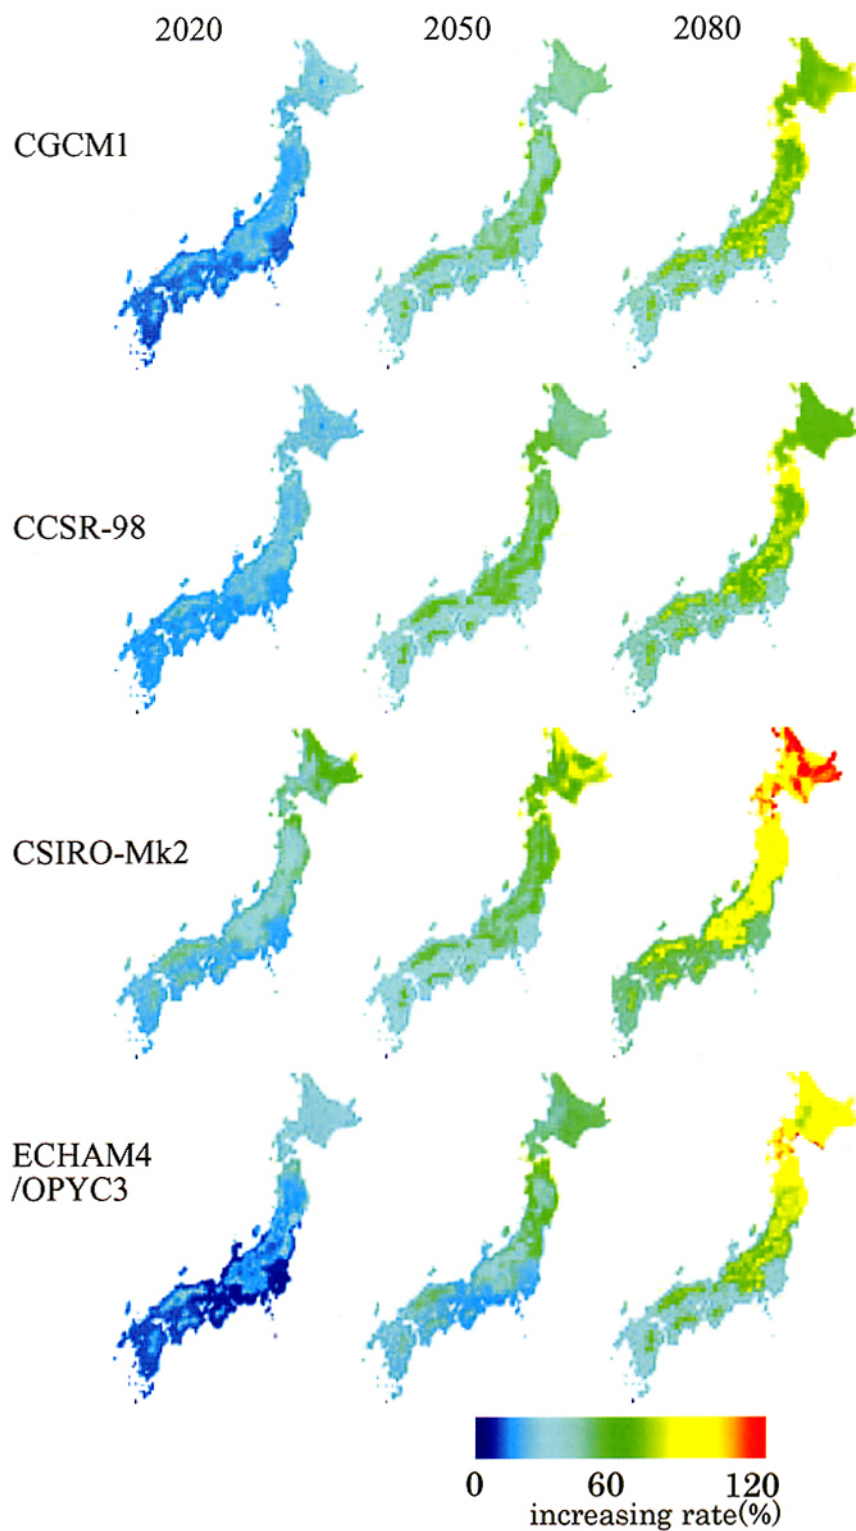 2020 2050 2080
CGCM1
CCSR-98
CSIRO-Mk2
ECHAM4
/OPYC3
0 60 120
increasing rate(%)